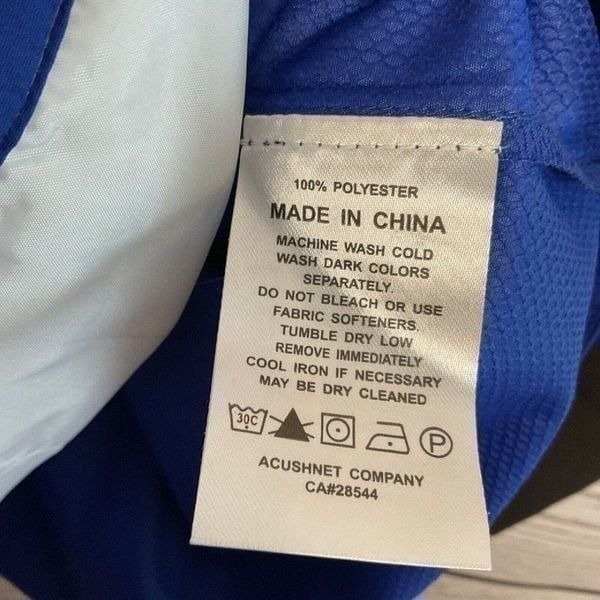 100% POLYESTER
MADE IN CHINA
MACHINE WASH COLD
WASH DARK COLORS
SEPARATELY.
DO NOT BLEACH OR USE
FABRIC SOFTENERS.
TUMBLE DRY LOW
REMOVE IMMEDIATELY
COOL IRON IF NECESSARY
MAY BE DRY CLEANED
30C P
ACUSHNET COMPANY
CA#28544